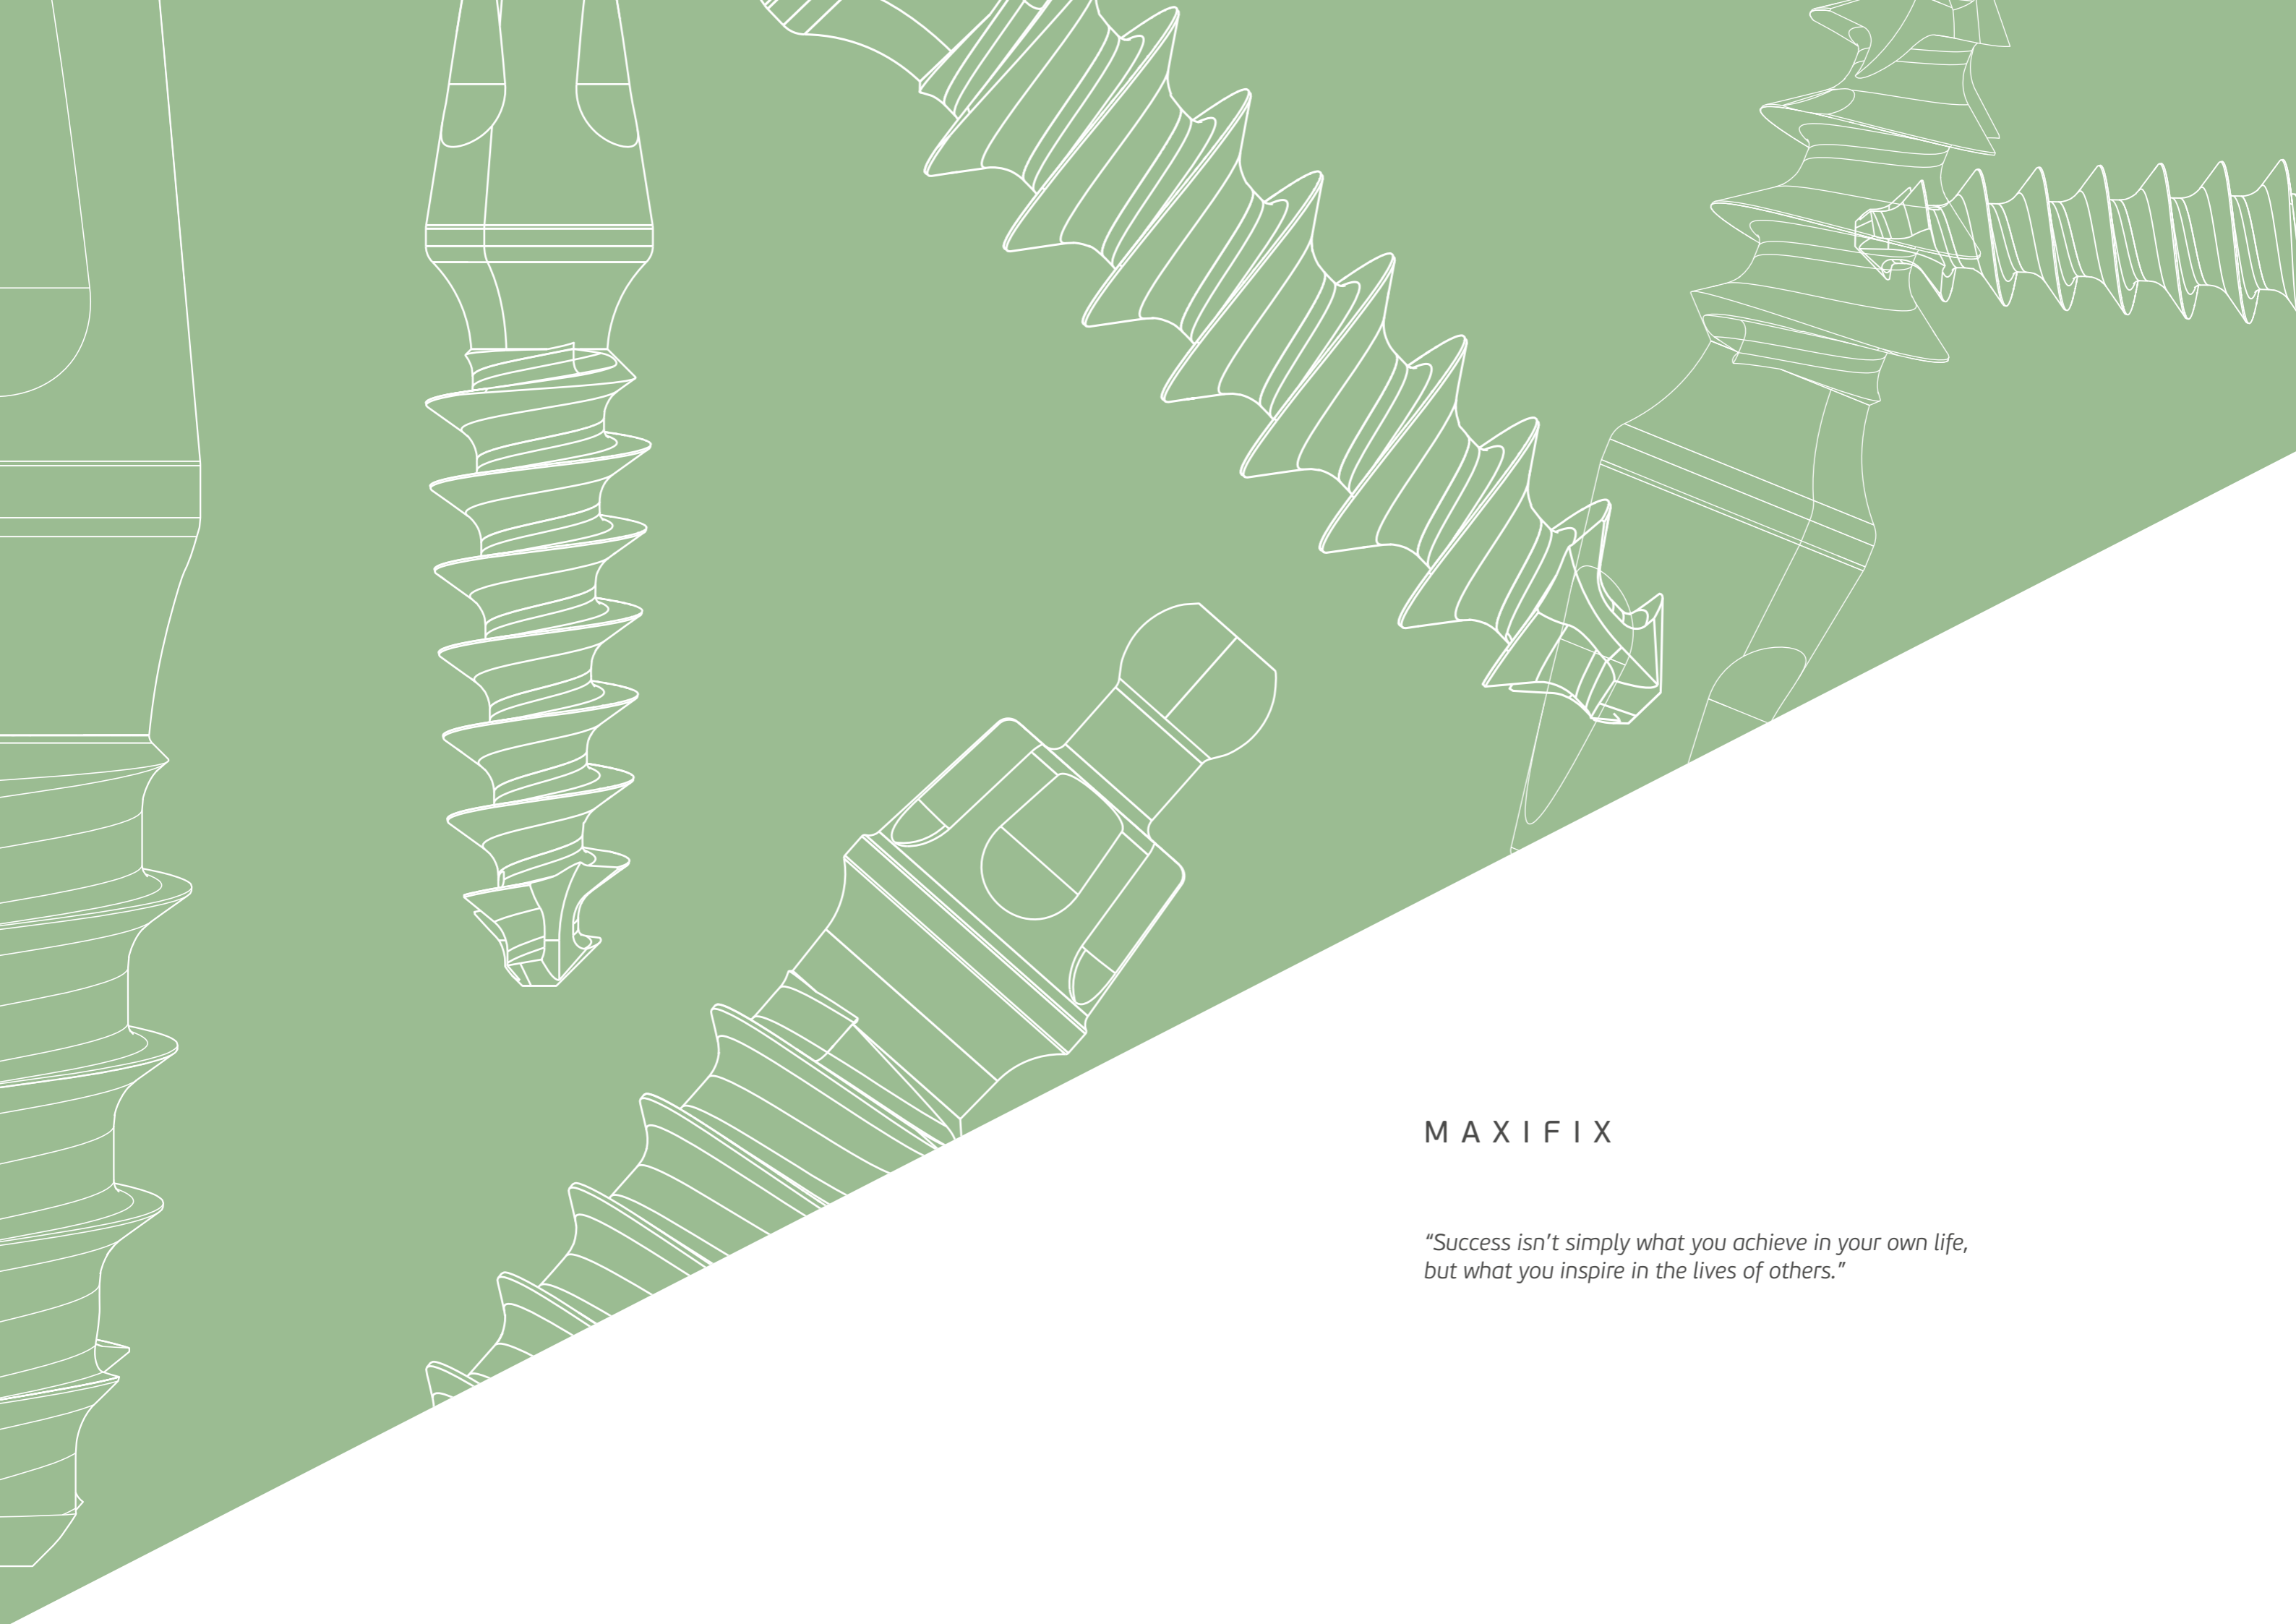 MAXIFIX
“Success isn’t simply what you achieve in your own life,
but what you inspire in the lives of others.”